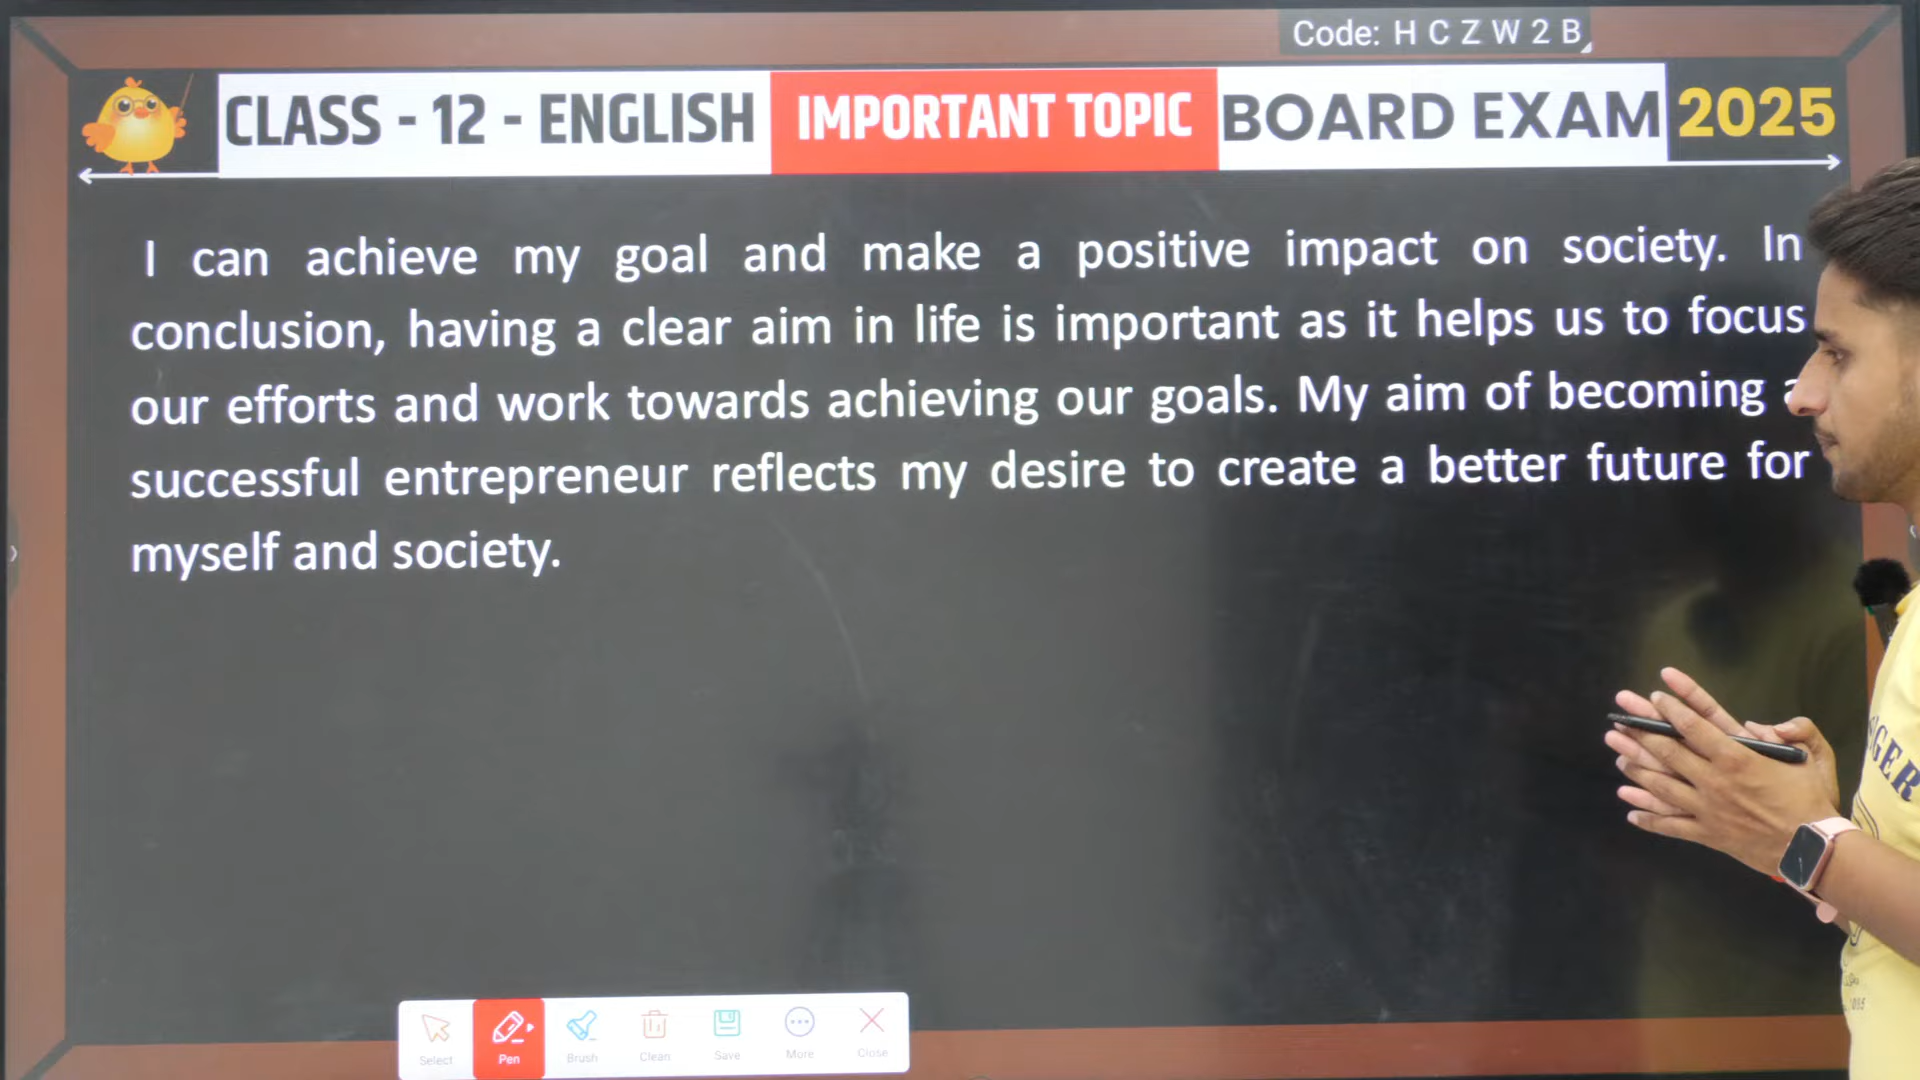 Code: H C Z W 2 B
CLASS - 12 - ENGLISH IMPORTANT TOPIC BOARD EXAM 2025
I can achieve my goal and make a positive impact on society. In
conclusion, having a clear aim in life is important as it helps us to focus
our efforts and work towards achieving our goals. My aim of becoming a
successful entrepreneur reflects my desire to create a better future for
myself and society.
Select Pen Brush Clean Save More Close